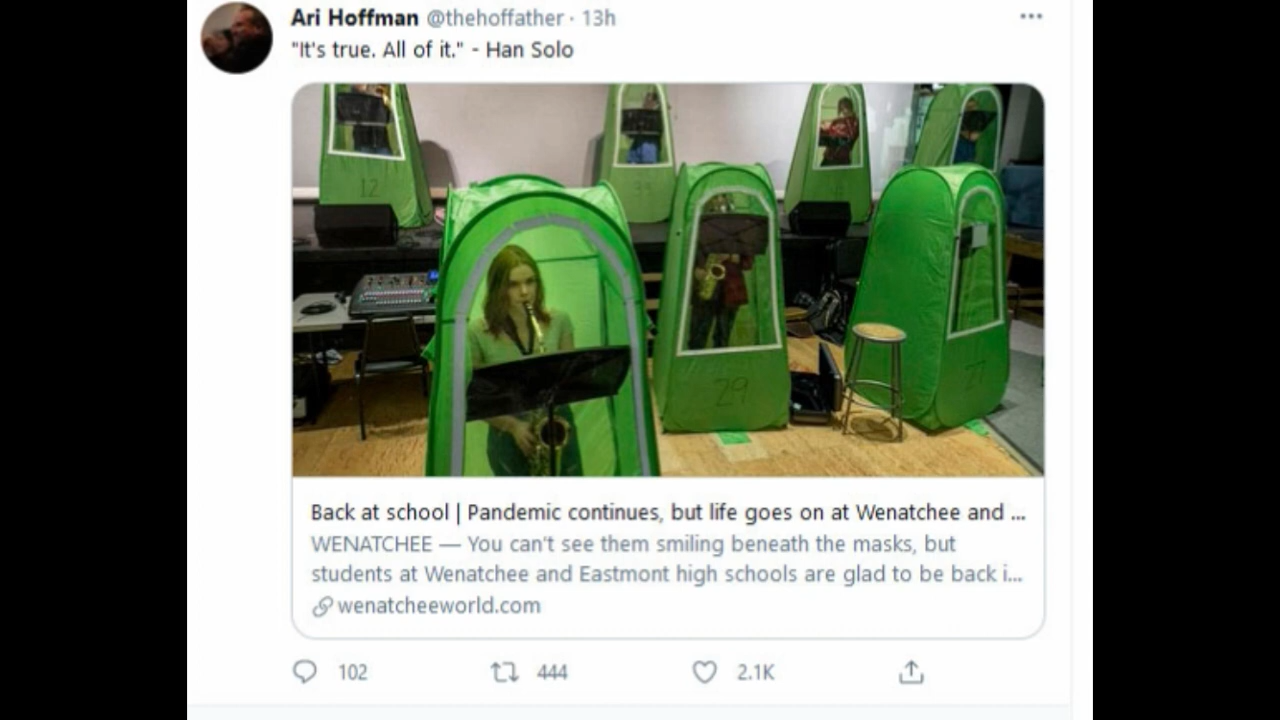 Ari Hoffman @thehoffather · 13h
"It's true. All of it." - Han Solo
12
29
27
Back at school | Pandemic continues, but life goes on at Wenatchee and ...
WENATCHEE — You can't see them smiling beneath the masks, but
students at Wenatchee and Eastmont high schools are glad to be back i...
wenatcheeworld.com
102 444 2.1K